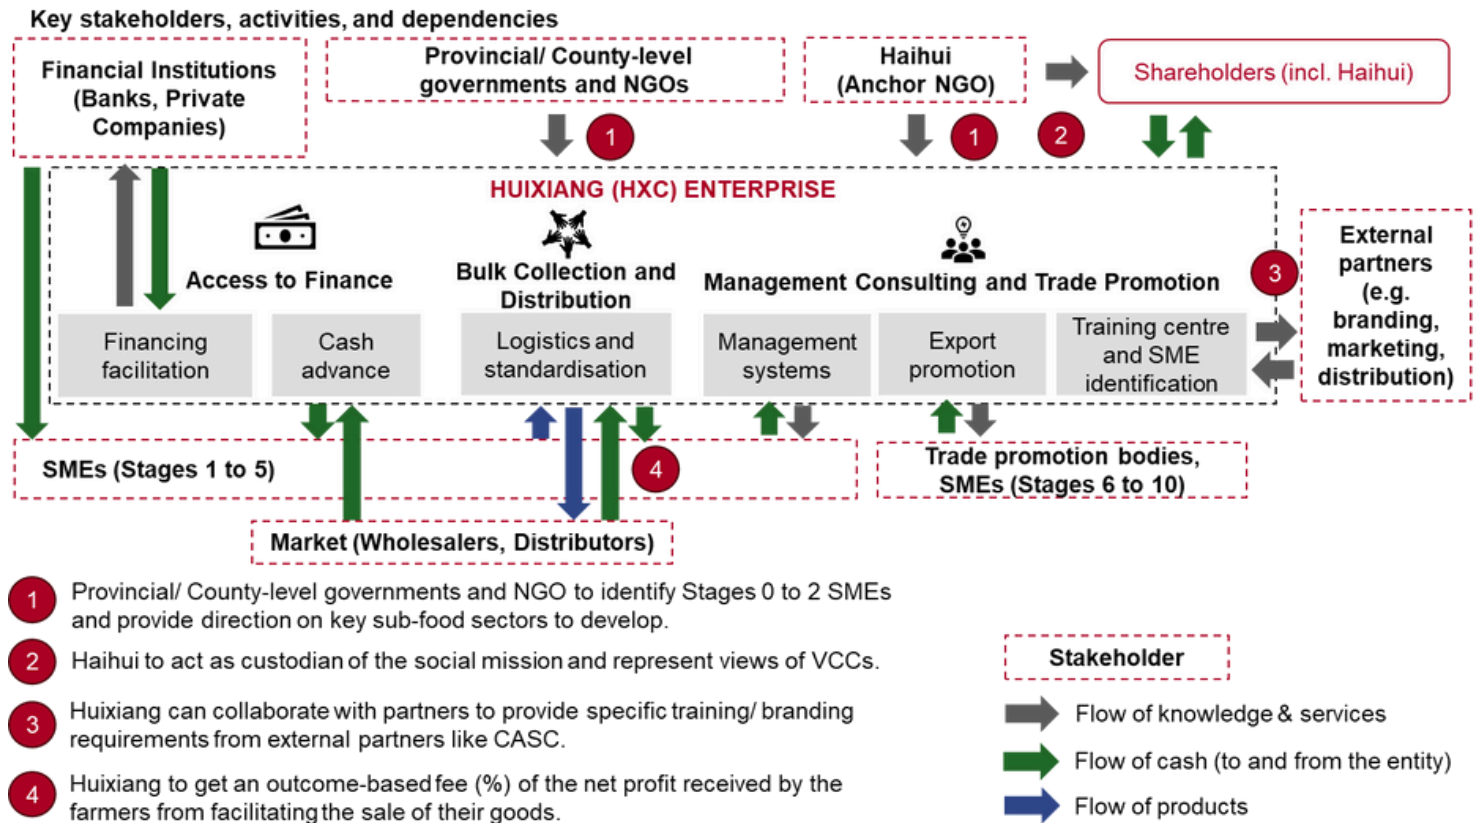 Key stakeholders, activities, and dependencies
Financial Institutions
(Banks, Private
Companies)
Provincial/ County-level
governments and NGOs
Haihui
(Anchor NGO)
Shareholders (incl. Haihui)
1
1
2
HUIXIANG (HXC) ENTERPRISE
Access to Finance
Bulk Collection and
Distribution
Management Consulting and Trade Promotion
3
External
partners
(e.g.
branding,
marketing,
distribution)
Financing
facilitation
Cash
advance
Logistics and
standardisation
Management
systems
Export
promotion
Training centre
and SME
identification
SMEs (Stages 1 to 5)
4
Trade promotion bodies,
SMEs (Stages 6 to 10)
Market (Wholesalers, Distributors)
1
Provincial/ County-level governments and NGO to identify Stages 0 to 2 SMEs
and provide direction on key sub-food sectors to develop.
2
Haihui to act as custodian of the social mission and represent views of VCCs.
3
Huixiang can collaborate with partners to provide specific training/ branding
requirements from external partners like CASC.
4
Huixiang to get an outcome-based fee (%) of the net profit received by the
farmers from facilitating the sale of their goods.
Stakeholder
Flow of knowledge & services
Flow of cash (to and from the entity)
Flow of products